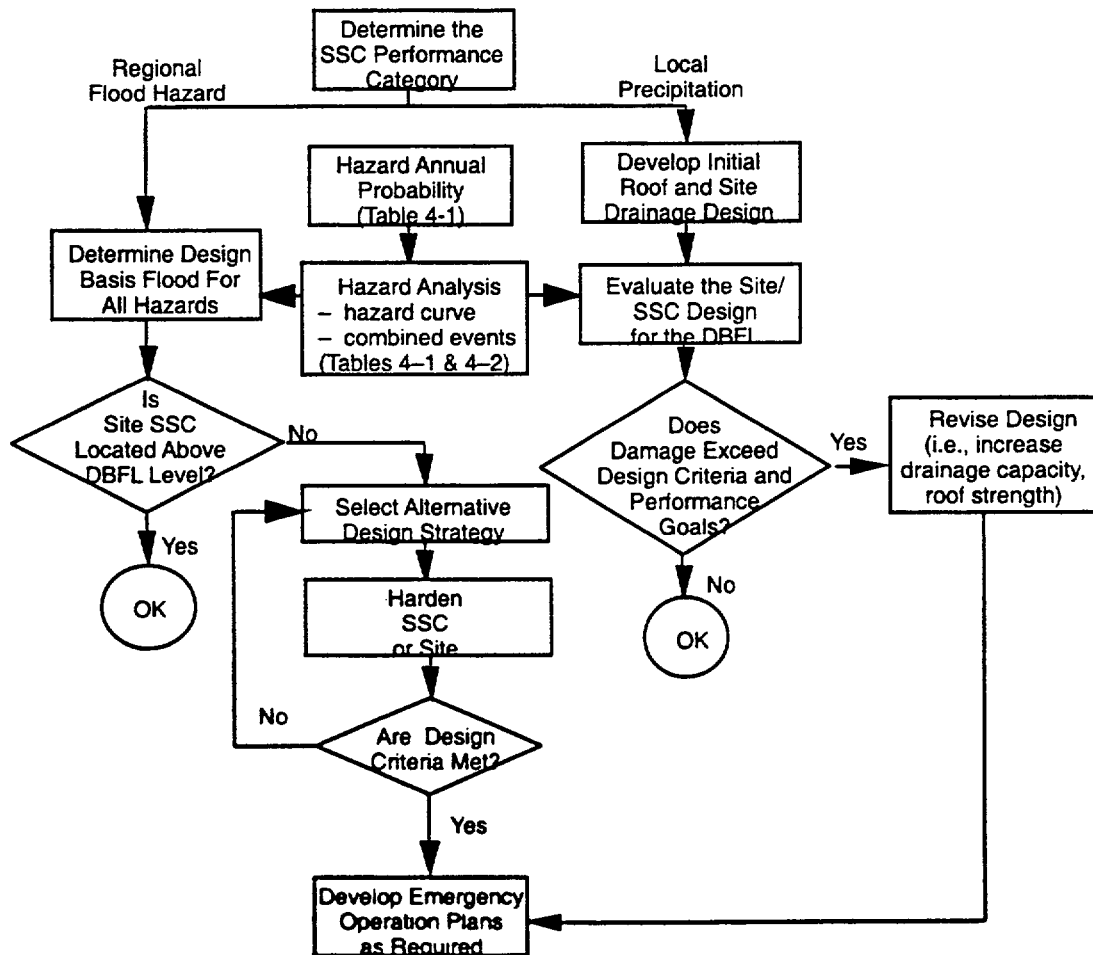 Determine the
SSC Performance
Category
Regional
Flood Hazard
Local
Precipitation
Hazard Annual
Probability
(Table 4-1)
Develop Initial
Roof and Site
Drainage Design
Determine Design
Basis Flood For
All Hazards
Hazard Analysis
– hazard curve
– combined events
(Tables 4–1 & 4–2)
Evaluate the Site/
SSC Design
for the DBFL
Is
Site SSC
Located Above
DBFL Level?
No
Yes
OK
Select Alternative
Design Strategy
Harden
SSC
or Site
Are Design
Criteria Met?
No
Yes
Does
Damage Exceed
Design Criteria and
Performance
Goals?
Yes
No
OK
Revise Design
(i.e., increase
drainage capacity,
roof strength)
Develop Emergency
Operation Plans
as Required